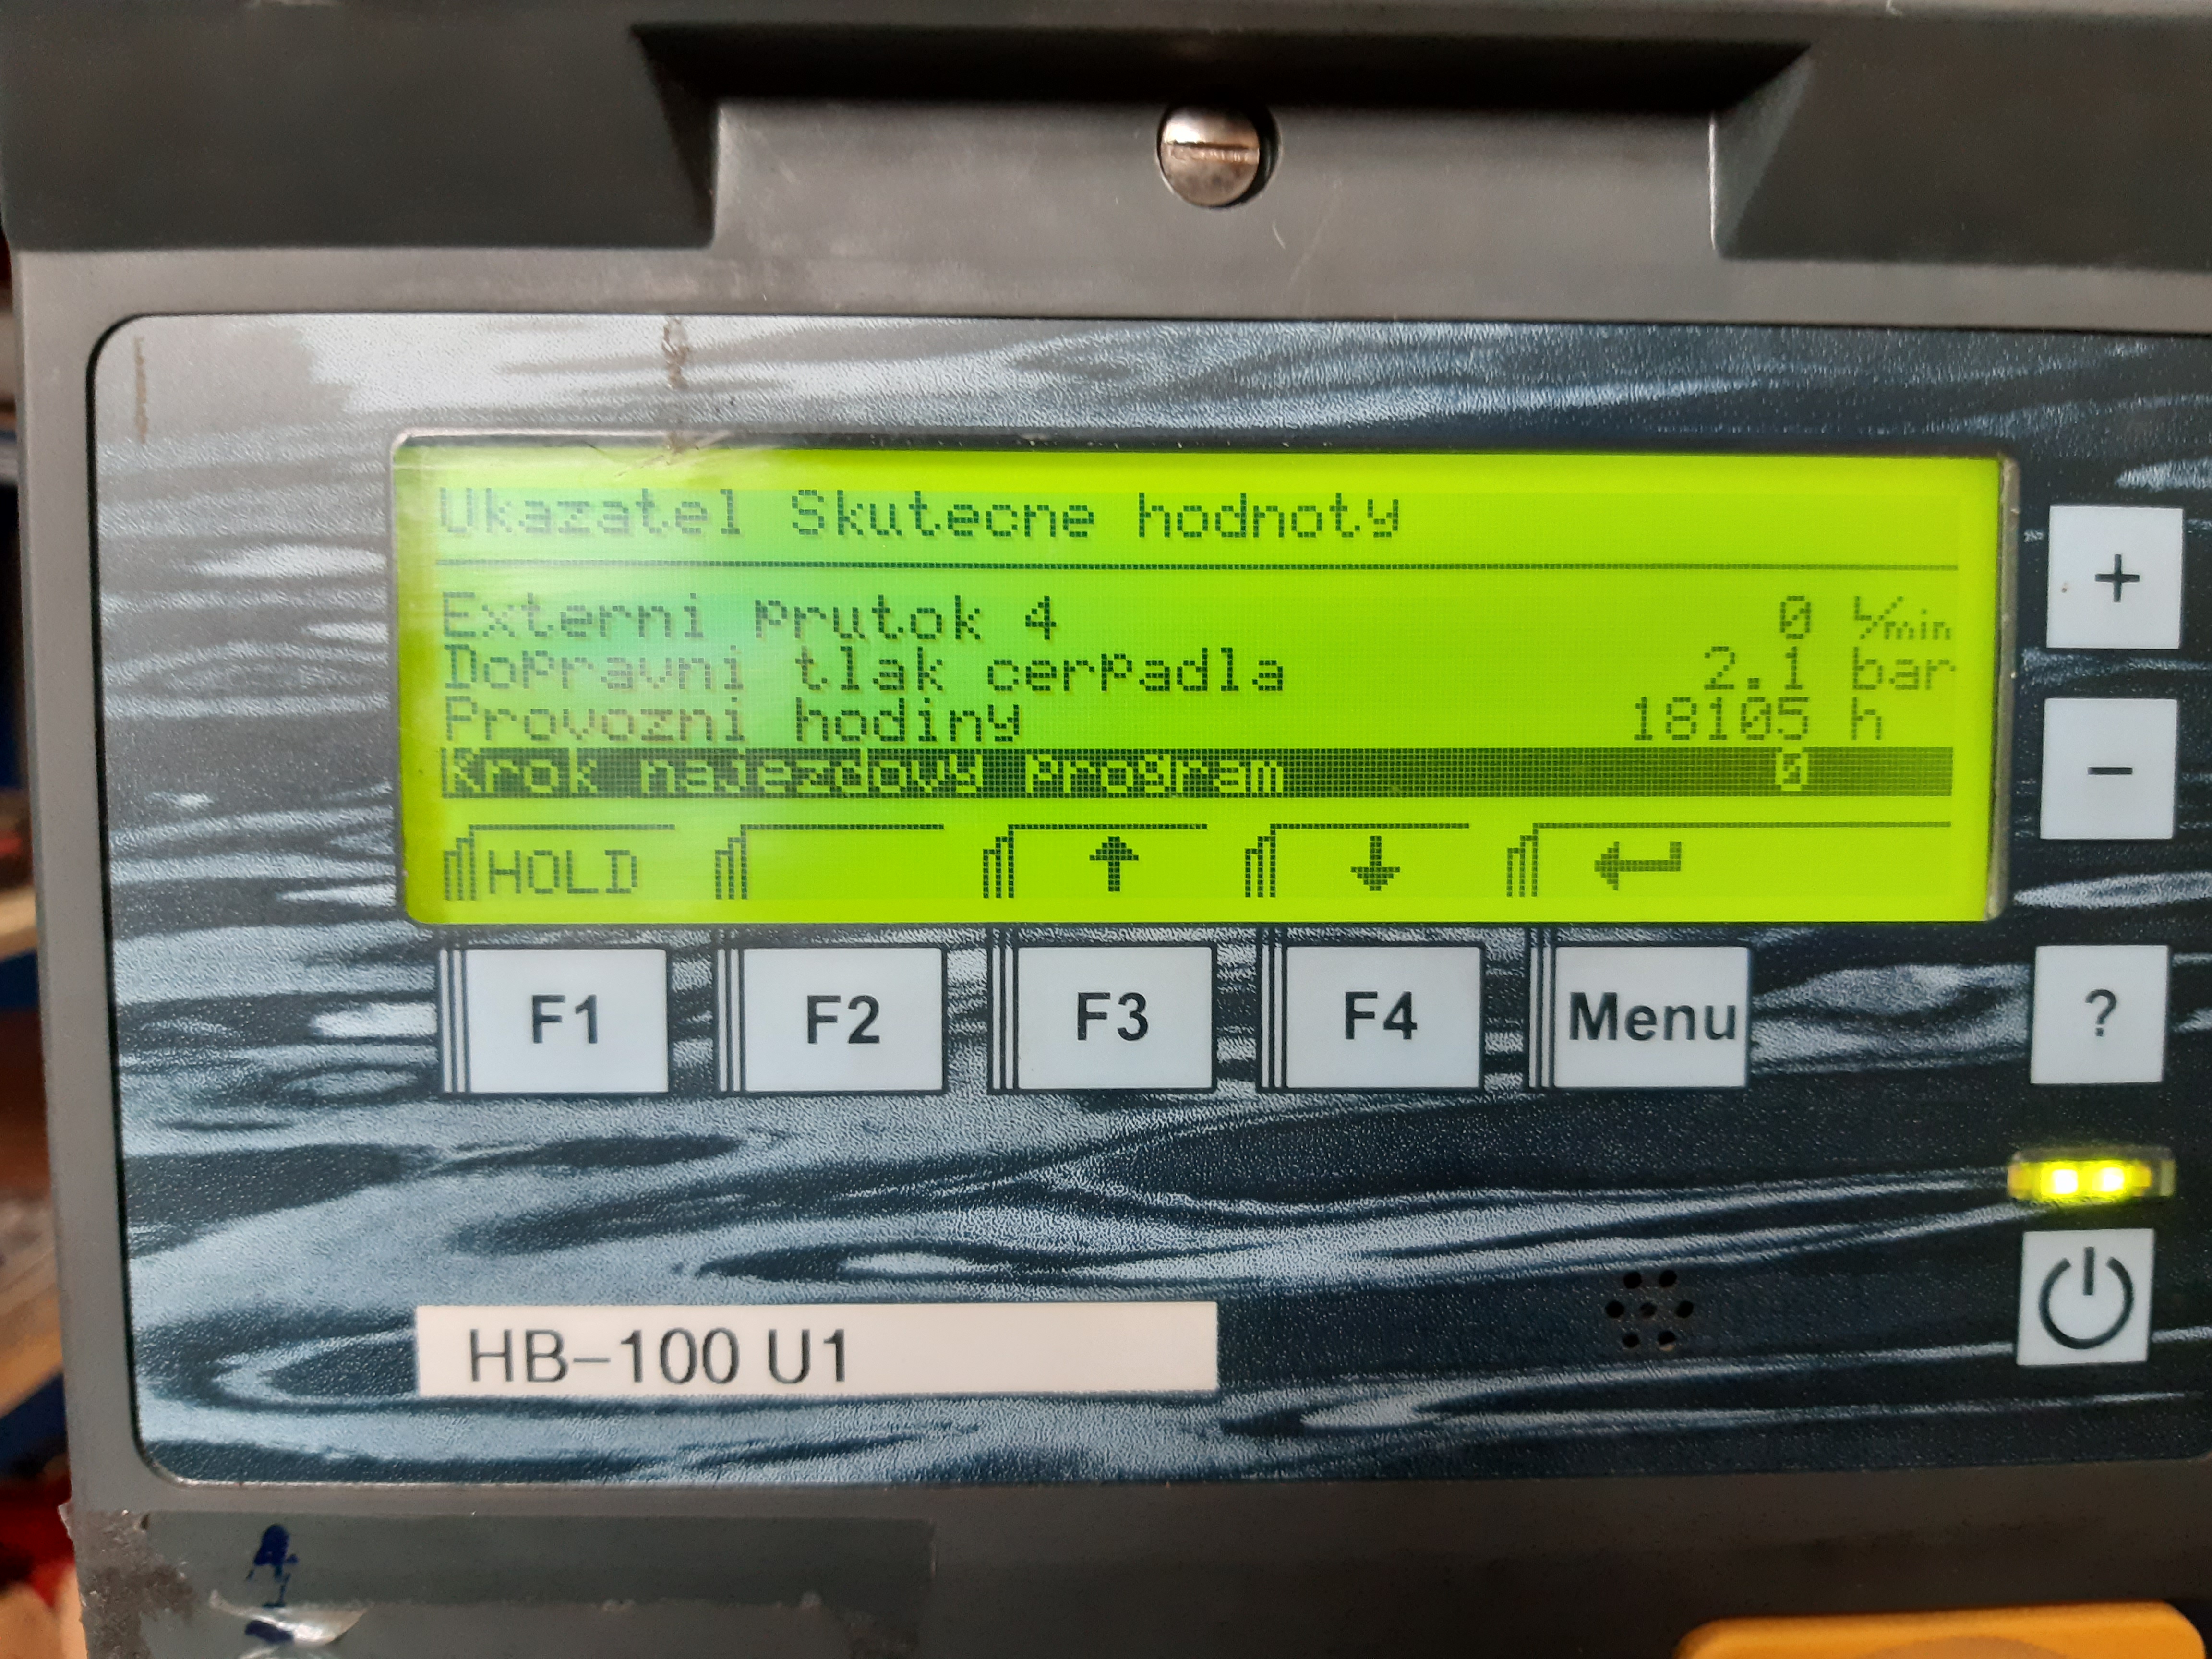 Ukazatel Skutecne hodnoty
Externi prutok 4 0 l/min
Dopravni tlak cerpadla 2.1 bar
Provozni hodiny 18105 h
Krok najezdovy program 0
HOLD ↑ ↓ ↵
F1 F2 F3 F4 Menu
+
−
?
HB-100 U1
1